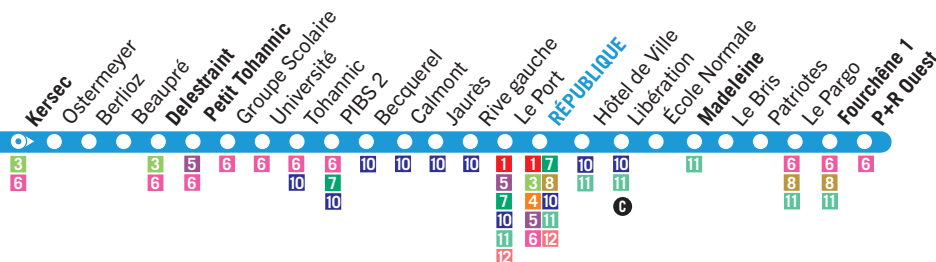 Kersec
Ostermeyer
Berlioz
Beaupré
Delestraint
Petit Tohannic
Groupe Scolaire
Université
Tohannic
PIBS 2
Becquerel
Calmont
Jaurès
Rive gauche
Le Port
RÉPUBLIQUE
Hôtel de Ville
Libération
École Normale
Madeleine
Le Bris
Patriotes
Le Pargo
Fourchêne 1
P+R Ouest
3 3 5 6 6 6 6 10 10 10 10 1 1 7 10 10 11 6 6 6
6 6 6 10 7 5 3 8 11 11 8 8
10 7 4 10 C 11 11
10 5 11
11 6 12
12